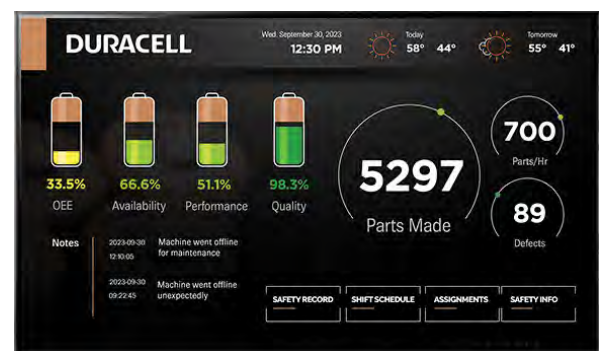 DURACELL
Wed. September 30, 2023
12:30 PM
Today
58° 44°
Tomorrow
55° 41°
33.5%
OEE
66.6%
Availability
51.1%
Performance
98.3%
Quality
5297
Parts Made
700
Parts/Hr
89
Defects
Notes
2023-09-30
12:10:05
Machine went offline
for maintenance
2023-09-30
09:22:45
Machine went offline
unexpectedly
SAFETY RECORD
SHIFT SCHEDULE
ASSIGNMENTS
SAFETY INFO